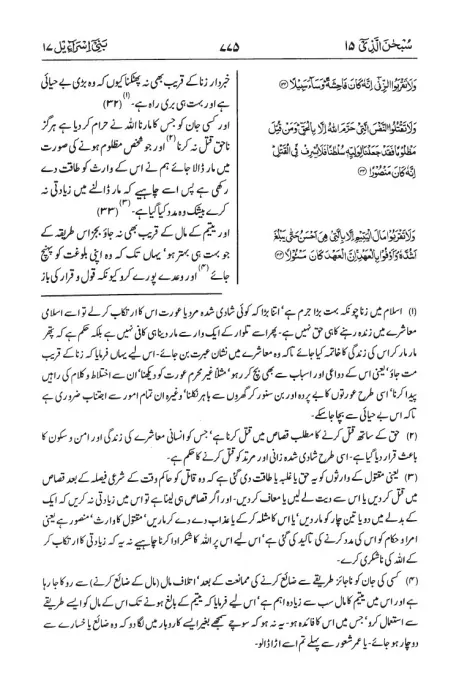 سُبْحٰنَ الَّذِيْٓ ۱۵
۷۷۵
بَنِيْٓ اِسْرَآءِيْل ۱۷
وَلَا تَقْرَبُوا الزِّنٰٓى اِنَّهٗ كَانَ فَاحِشَةً ۭ وَسَآءَ سَبِيْلًا ﴿۳۲﴾
وَلَا تَقْتُلُوا النَّفْسَ الَّتِيْ حَرَّمَ اللّٰهُ اِلَّا بِالْحَقِّ ۭ وَمَنْ قُتِلَ
مَظْلُوْمًا فَقَدْ جَعَلْنَا لِوَلِيِّهٖ سُلْطٰنًا فَلَا يُسْرِفْ فِّي الْقَتْلِ ۭ
اِنَّهٗ كَانَ مَنْصُوْرًا ﴿۳۳﴾
وَلَا تَقْرَبُوْا مَالَ الْيَتِيْمِ اِلَّا بِالَّتِيْ هِيَ اَحْسَنُ حَتّٰى يَبْلُغَ
اَشُدَّهٗ ۠ وَاَوْفُوْا بِالْعَهْدِ ۚ اِنَّ الْعَهْدَ كَانَ مَسْـُٔوْلًا ﴿۳۴﴾
خبردار زنا کے قریب بھی نہ پھٹکنا کیوں کہ وہ بڑی بے حیائی
ہے اور بہت ہی بری راہ ہے۔ (۱) (۳۲)
اور کسی جان کو جس کا مارنا اللہ نے حرام کر دیا ہے ہرگز
ناحق قتل نہ کرنا (۲) اور جو شخص مظلوم ہونے کی صورت
میں مار ڈالا جائے ہم نے اس کے وارث کو طاقت دے
رکھی ہے پس اسے چاہیے کہ مار ڈالنے میں زیادتی نہ
کرے بیشک وہ مدد کیا گیا ہے۔ (۳) (۳۳)
اور یتیم کے مال کے قریب بھی نہ جاؤ بجز اس طریقہ کے
جو بہت ہی بہتر ہو، یہاں تک کہ وہ اپنی بلوغت کو پہنچ
جائے (۴) اور وعدے پورے کرو کیونکہ قول و قرار کی باز
(۱) اسلام میں زنا چونکہ بہت بڑا جرم ہے، اتنا بڑا کہ کوئی شادی شدہ مرد یا عورت اس کا ارتکاب کر لے تو اسے اسلامی
معاشرے میں زندہ رہنے کا ہی حق نہیں ہے۔ پھر اسے تلوار کے ایک وار سے مار دینا ہی کافی نہیں ہے بلکہ حکم ہے کہ پتھر
مار مار کر اس کی زندگی کا خاتمہ کیا جائے تاکہ وہ معاشرے میں نشان عبرت بن جائے۔ اس لیے یہاں فرمایا کہ زنا کے قریب
مت جاؤ، یعنی اس کے دواعی اور اسباب سے بھی بچ کر رہو، مثلاً غیر محرم عورت کو دیکھنا، ان سے اختلاط و کلام کی راہیں
پیدا کرنا، اسی طرح عورتوں کا بے پردہ اور بن سنور کر گھروں سے باہر نکلنا، وغیرہ ان تمام امور سے اجتناب ضروری ہے
تاکہ اس بے حیائی سے بچا جا سکے۔
(۲) حق کے ساتھ قتل کرنے کا مطلب قصاص میں قتل کرنا ہے، جس کو انسانی معاشرے کی زندگی اور امن و سکون کا
باعث قرار دیا گیا ہے۔ اسی طرح شادی شدہ زانی اور مرتد کو قتل کرنے کا حکم ہے۔
(۳) یعنی مقتول کے وارثوں کو یہ حق یا غلبہ یا طاقت دی گئی ہے کہ وہ قاتل کو حاکم وقت کے شرعی فیصلہ کے بعد قصاص
میں قتل کر دیں یا اس سے دیت لے لیں یا معاف کر دیں۔ اور اگر قصاص ہی لینا ہے تو اس میں زیادتی نہ کریں کہ ایک
کے بدلے میں دو یا تین چار کو مار دیں، یا اس کا مثلہ کر کے یا عذاب دے دے کر ماریں، مقتول کا وارث، منصور ہے یعنی
امرا و حکام کو اس کی مدد کرنے کی تاکید کی گئی ہے، اس لیے اس پر اللہ کا شکر ادا کرنا چاہیے نہ یہ کہ زیادتی کا ارتکاب کر
کے اللہ کی ناشکری کرے۔
(۴) کسی کی جان کو ناجائز طریقے سے ضائع کرنے کی ممانعت کے بعد، اتلاف مال (مال کے ضائع کرنے) سے روکا جا رہا
ہے اور اس میں یتیم کا مال سب سے زیادہ اہم ہے، اس لیے فرمایا کہ یتیم کے بالغ ہونے تک اس کے مال کو ایسے طریقے
سے استعمال کرو، جس میں اس کا فائدہ ہو۔ یہ نہ ہو کہ سوچے سمجھے بغیر ایسے کاروبار میں لگا دو کہ وہ ضائع یا خسارے سے
دوچار ہو جائے۔ یا عمر شعور سے پہلے تم اسے اڑا ڈالو۔